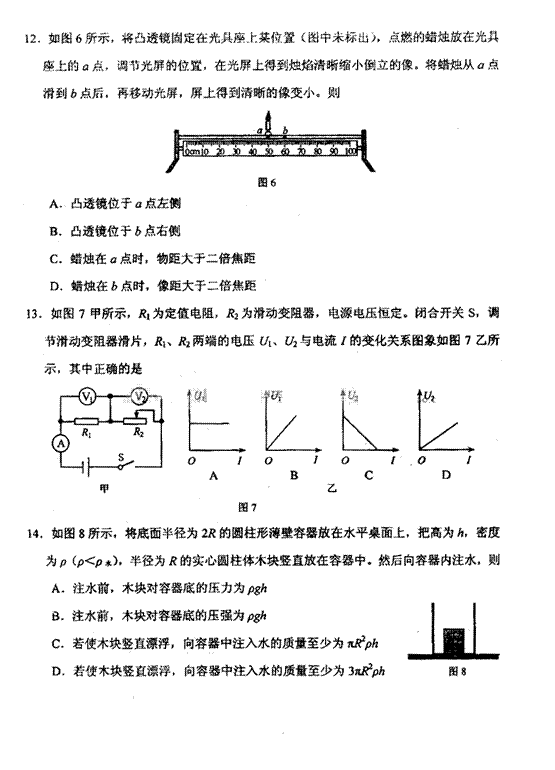 12．如图6所示，将凸透镜固定在光具座上某位置（图中未标出），点燃的蜡烛放在光具
座上的a点，调节光屏的位置，在光屏上得到烛焰清晰缩小倒立的像。将蜡烛从a点
滑到b点后，再移动光屏，屏上得到清晰的像变小。则
a b
0cm10 20 30 40 50 60 70 80 90 100
图6
A．凸透镜位于a点左侧
B．凸透镜位于b点右侧
C．蜡烛在a点时，物距大于二倍焦距
D．蜡烛在b点时，像距大于二倍焦距
13．如图7甲所示，R₁为定值电阻，R₂为滑动变阻器，电源电压恒定。闭合开关S，调
节滑动变阻器滑片，R₁、R₂两端的电压U₁、U₂与电流I的变化关系图象如图7乙所
示，其中正确的是
V₁ V₂ U₁ U₁ U₂ U₂
R₁ R₂
A S
O I O I O I O I
A B C D
甲 乙
图7
14．如图8所示，将底面半径为2R的圆柱形薄壁容器放在水平桌面上，把高为h，密度
为ρ（ρ<ρ水），半径为R的实心圆柱体木块竖直放在容器中。然后向容器内注水，则
A．注水前，木块对容器底的压力为ρgh
B．注水前，木块对容器底的压强为ρgh
C．若使木块竖直漂浮，向容器中注入水的质量至少为πR²ρh
D．若使木块竖直漂浮，向容器中注入水的质量至少为3πR²ρh
图8